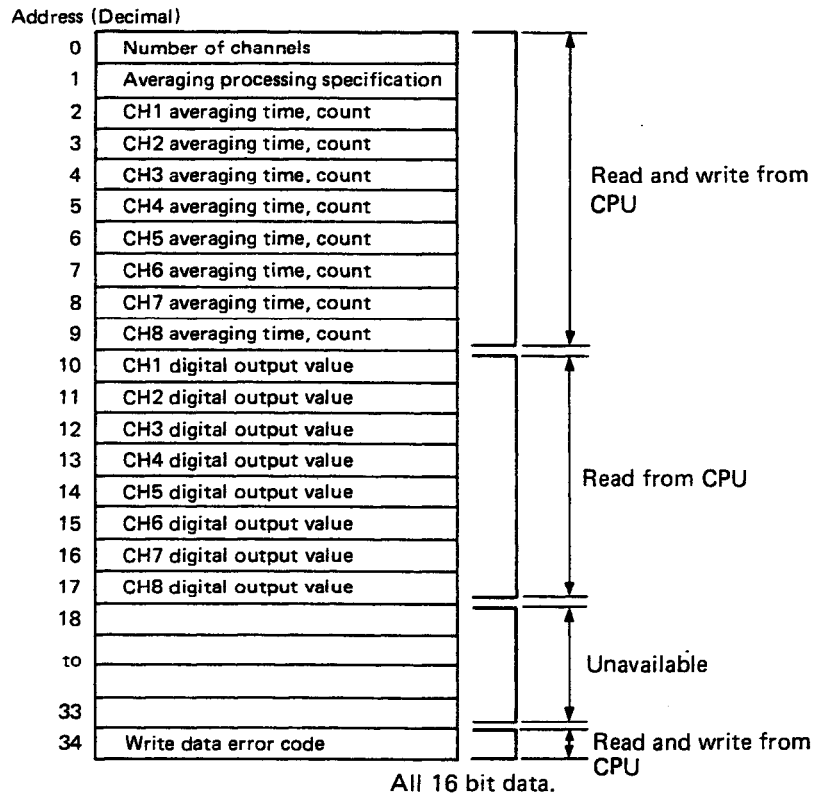 Address (Decimal)
0 Number of channels
1 Averaging processing specification
2 CH1 averaging time, count
3 CH2 averaging time, count
4 CH3 averaging time. count
5 CH4 averaging time, count
6 CH5 averaging time, count
7 CH6 averaging time, count
8 CH7 averaging time, count
9 CH8 averaging time, count
Read and write from
CPU
10 CH1 digital output value
11 CH2 digital output value
12 CH3 digital output value
13 CH4 digital output value
14 CH5 digital output value
15 CH6 digital output value
16 CH7 digital output value
17 CH8 digital output value
Read from CPU
18
to
33
Unavailable
34 Write data error code
Read and write from
CPU
All 16 bit data.